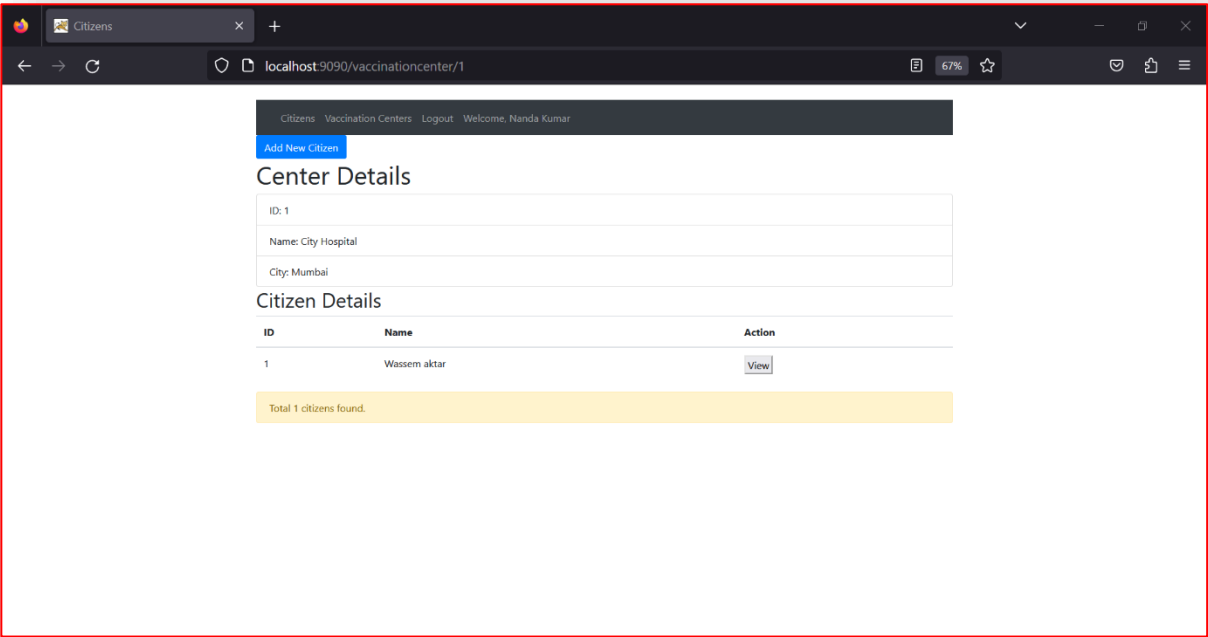 Citizens
localhost:9090/vaccinationcenter/1 67%
Citizens Vaccination Centers Logout Welcome, Nanda Kumar
Add New Citizen
Center Details
ID: 1
Name: City Hospital
City: Mumbai
Citizen Details
ID Name Action
1 Wassem aktar View
Total 1 citizens found.